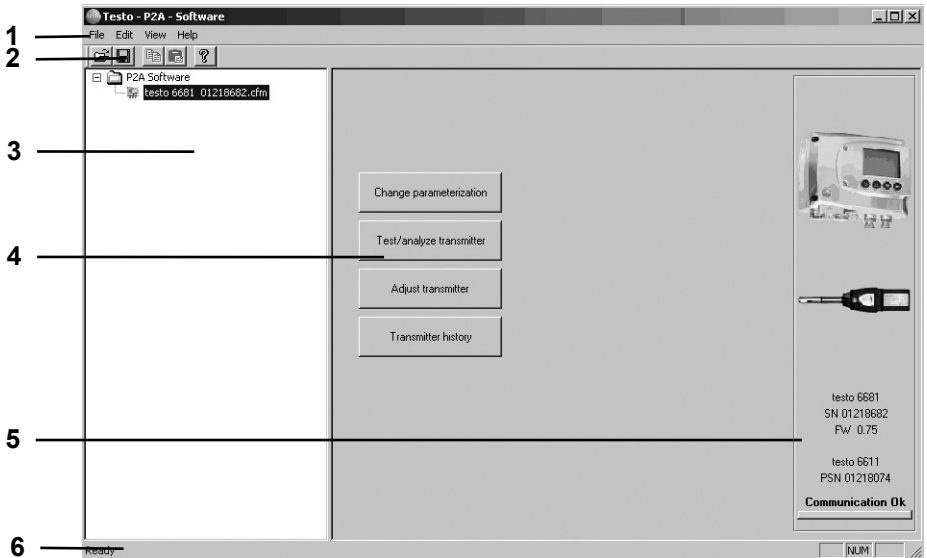 Testo - P2A - Software
1
File Edit View Help
2
P2A Software
testo 6681 01218682.cfm
3
Change parameterization
Test/analyze transmitter
4
Adjust transmitter
Transmitter history
testo 6681
SN 01218682
FW 0.75
5
testo 6611
PSN 01218074
Communication Ok
6
Ready
NUM